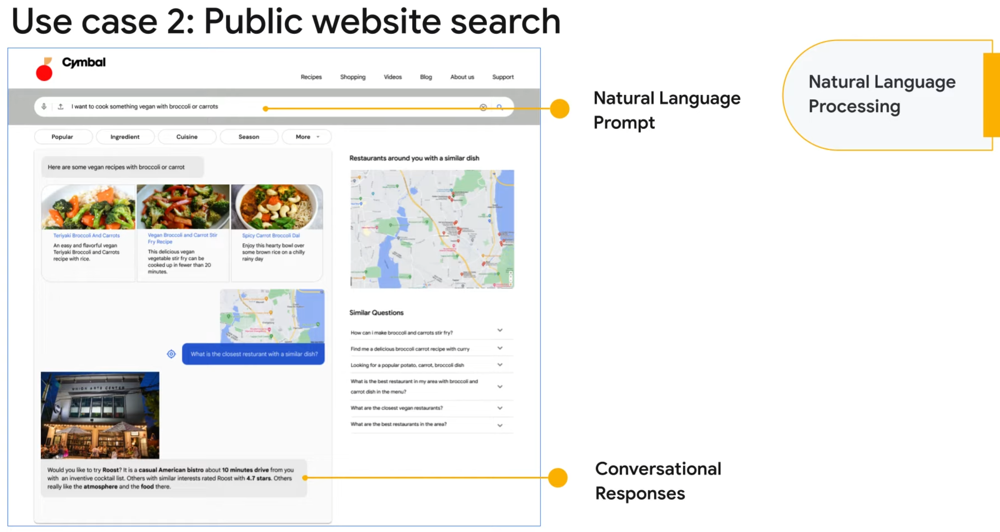 Use case 2: Public website search
Cymbal
Recipes Shopping Videos Blog About us Support
I want to cook something vegan with broccoli or carrots
Natural Language
Prompt
Natural Language
Processing
Popular Ingredient Cuisine Season More
Here are some vegan recipes with broccoli or carrot
Teriyaki Broccoli And Carrots
An easy and flavorful vegan
Teriyaki Broccoli and Carrots
recipe with rice.
Vegan Broccoli and Carrot Stir
Fry Recipe
This delicious vegan
vegetable stir fry can be
cooked up in fewer than 20
minutes.
Spicy Carrot Broccoli Dal
Enjoy this hearty bowl over
some brown rice on a chilly
rainy day
What is the closest resturant with a similar dish?
UNION ARTS CENTER
Would you like to try Roost? It is a casual American bistro about 10 minutes drive from you
with an inventive cocktail list. Others with similar interests rated Roost with 4.7 stars. Others
really like the atmosphere and the food there.
Restaurants around you with a similar dish
Similar Questions
How can i make broccoli and carrots stir fry?
Find me a delicious broccoli carrot recipe with curry
Looking for a popular potato, carrot, broccoli dish
What is the best restaurant in my area with broccoli and
carrot dish in the menu?
What are the closest vegan restaurants?
What are the best restaurants in the area?
Conversational
Responses